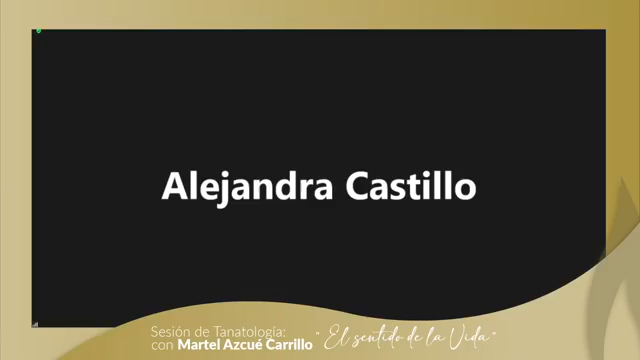 Alejandra Castillo
Sesión de Tanatología:
con Martel Azcué Carrillo "El sentido de la Vida"